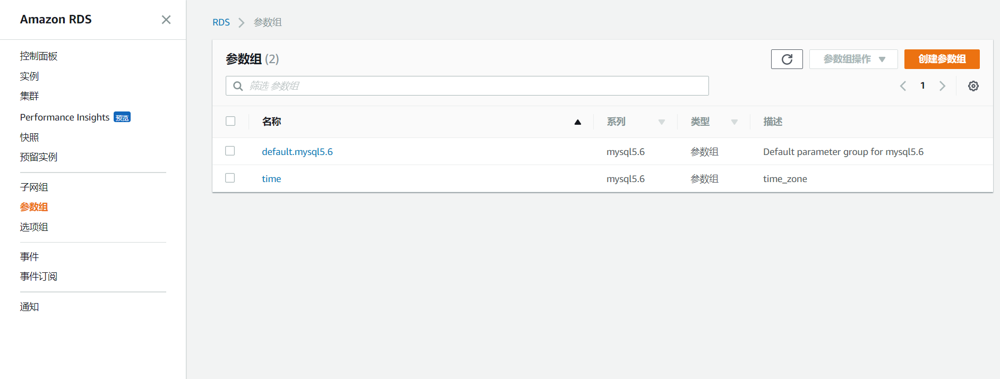 Amazon RDS
控制面板
实例
集群
Performance Insights 预览
快照
预留实例
子网组
参数组
选项组
事件
事件订阅
通知
RDS 参数组
参数组 (2)
参数组操作
创建参数组
筛选 参数组
1
名称 系列 类型 描述
default.mysql5.6 mysql5.6 参数组 Default parameter group for mysql5.6
time mysql5.6 参数组 time_zone